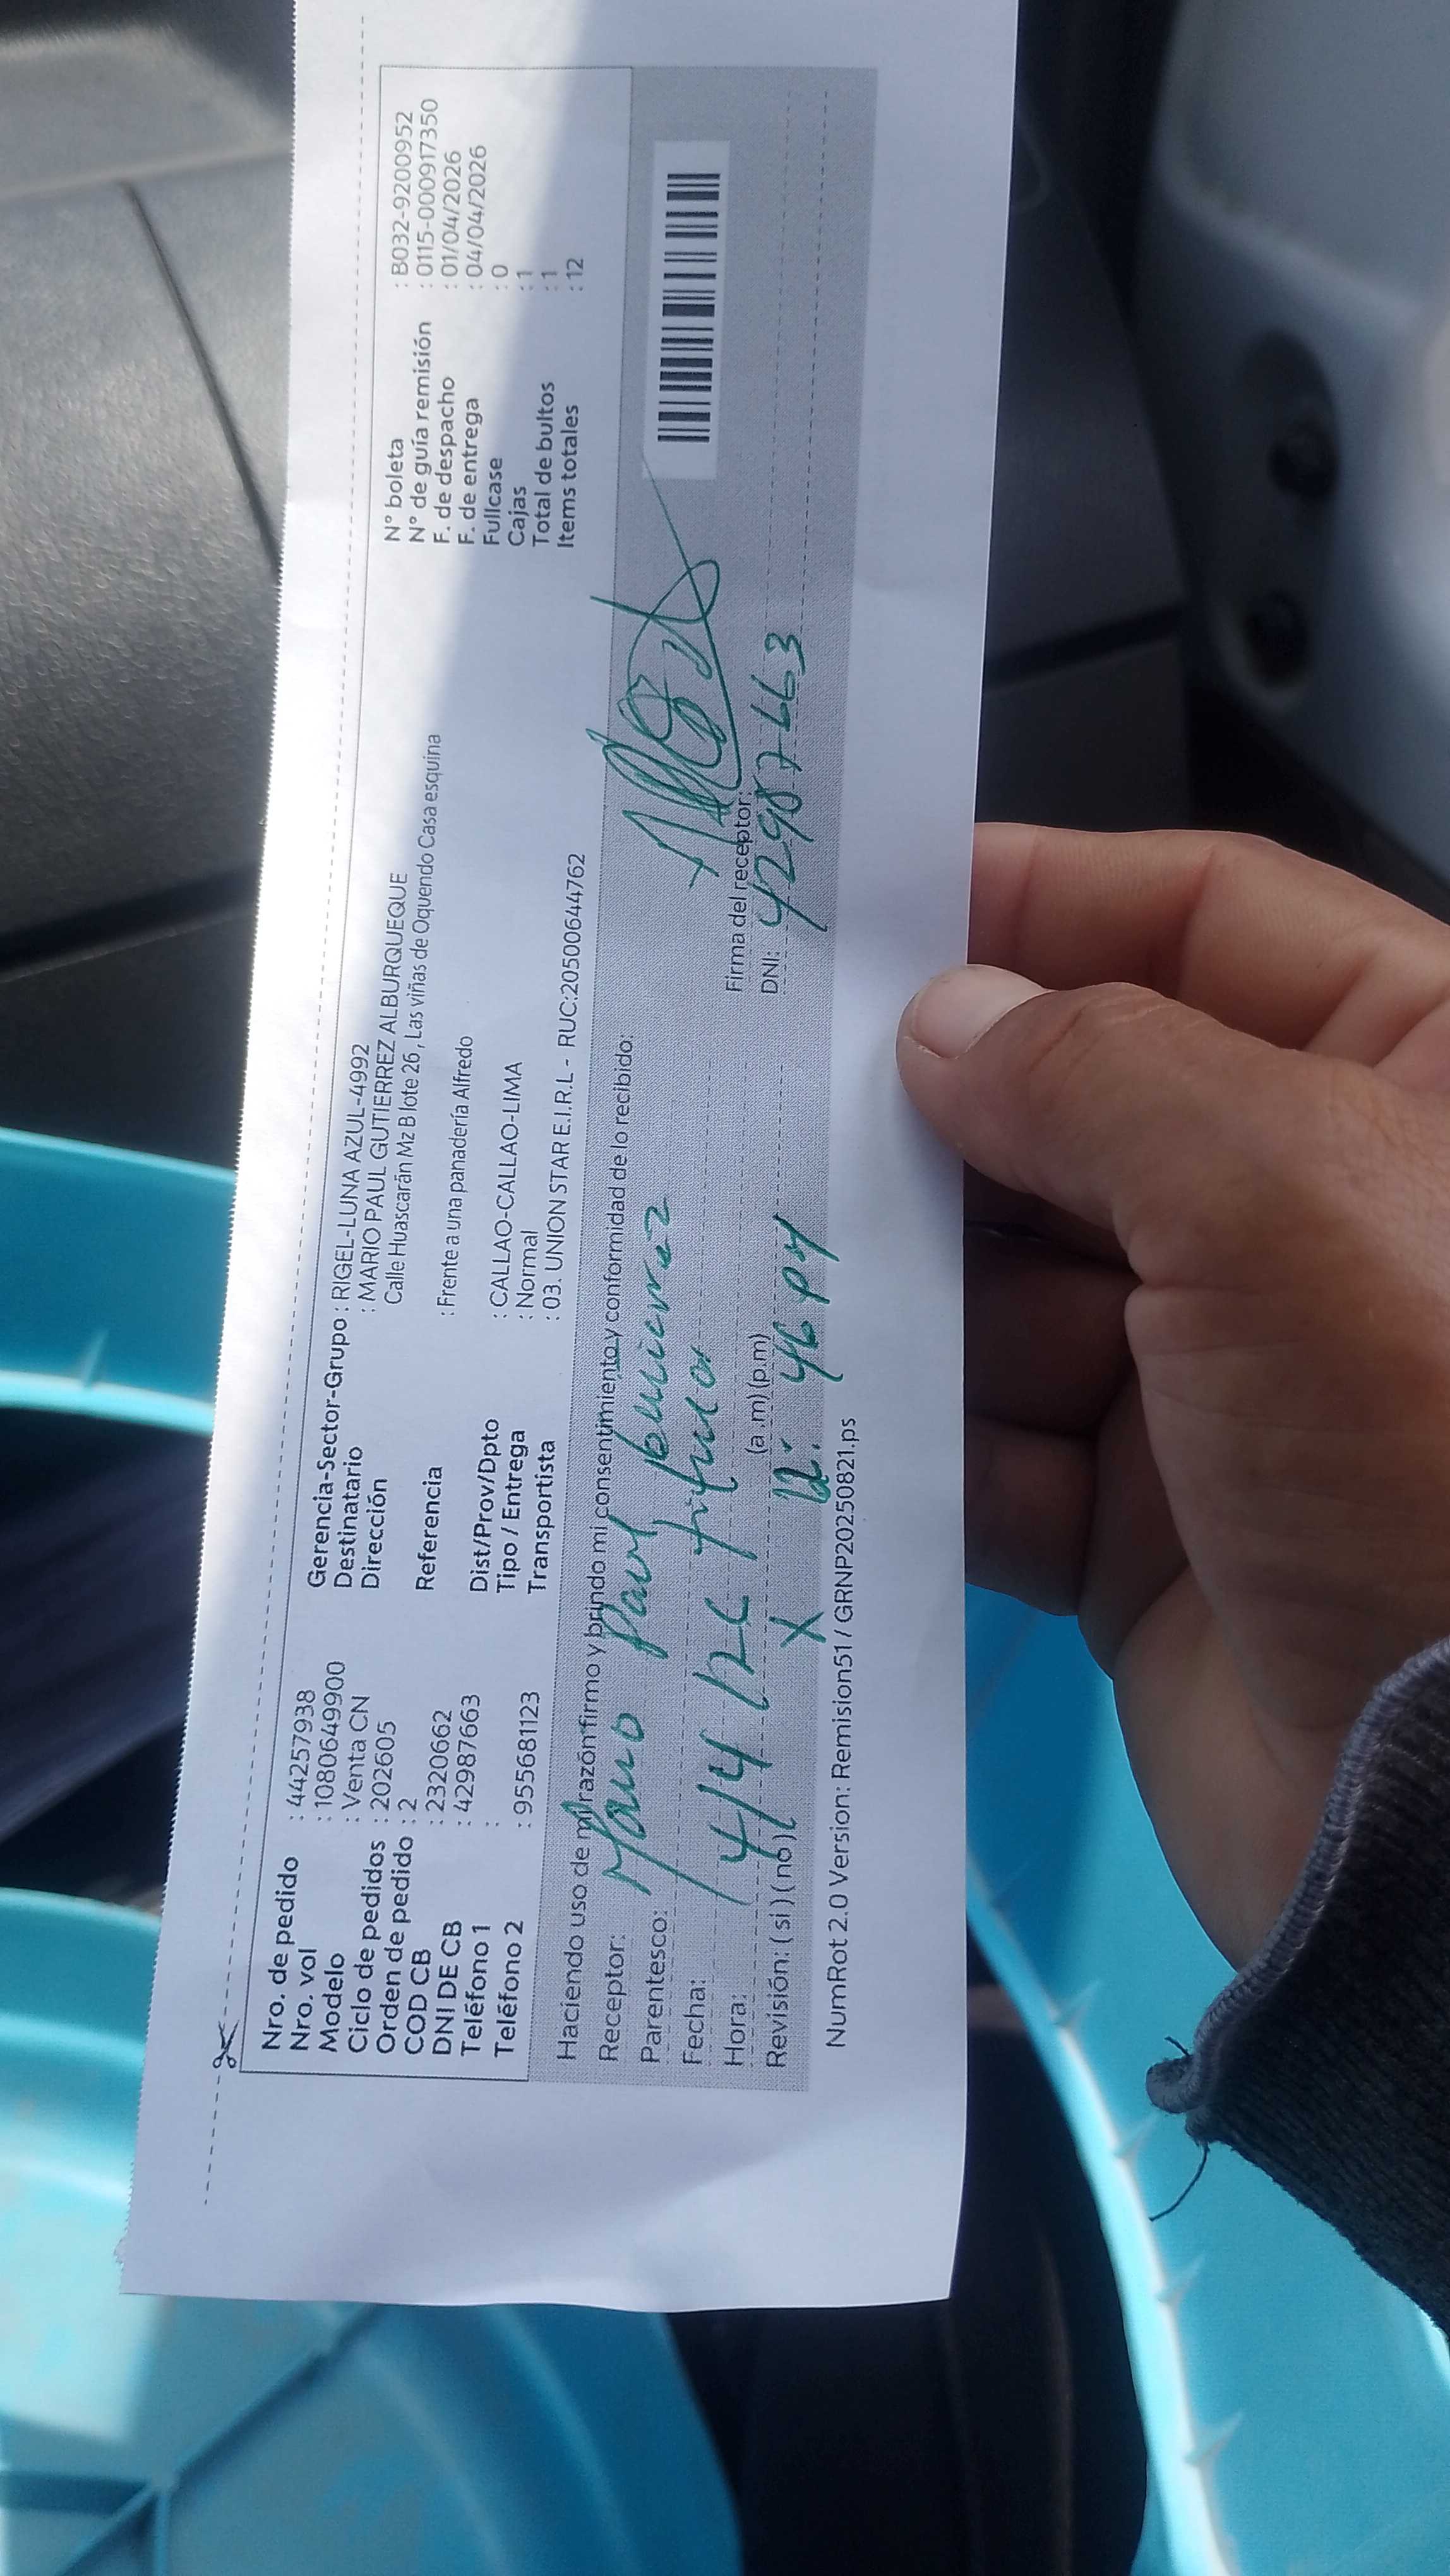 Nro. de pedido : 44257938
Nro. vol : 1080649900
Modelo : Venta CN
Ciclo de pedidos : 202605
Orden de pedido : 2
COD CB : 2320662
DNI DE CB : 42987663
Teléfono 1 :
Teléfono 2 : 955681123
Gerencia-Sector-Grupo : RIGEL-LUNA AZUL-4992
Destinatario : MARIO PAUL GUTIERREZ ALBURQUEQUE
Dirección Calle Huascarán Mz B lote 26 , Las viñas de Oquendo Casa esquina
Referencia : Frente a una panadería Alfredo
Dist/Prov/Dpto : CALLAO-CALLAO-LIMA
Tipo / Entrega : Normal
Transportista : 03. UNION STAR E.I.R.L - RUC:20500644762
N° boleta : B032-9200952
N° de guía remisión : 0115-0000917350
F. de despacho : 01/04/2026
F. de entrega : 04/04/2026
Fullcase : 0
Cajas : 1
Total de bultos : 1
Items totales : 12
Haciendo uso de mi razón firmo y brindo mi consentimiento y conformidad de lo recibido:
Receptor: Paul
Parentesco:
Fecha: 4/4/26
Hora: (a.m) (p.m)
Revisión: (si) (no) X 46 PM
Firma del receptor:
DNI: 42987663
NumRot 2.0 Version: Remision51 / GRNP20250821.ps